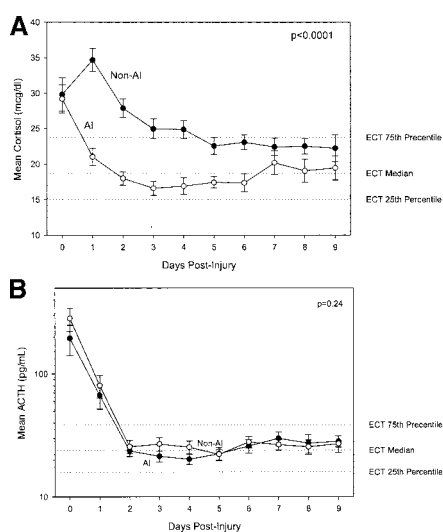 A
p<0.0001
40
35
30
25
20
15
10
Mean Cortisol (mcg/dl)
Non-AI
AI
ECT 75th Precentile
ECT Median
ECT 25th Percentile
0 1 2 3 4 5 6 7 8 9
Days Post-Injury
B
p=0.24
100
10
Mean ACTH (pg/mL)
Non-AI
AI
ECT 75th Percentile
ECT Median
ECT 25th Percentile
0 1 2 3 4 5 6 7 8 9
Days Post-Injury